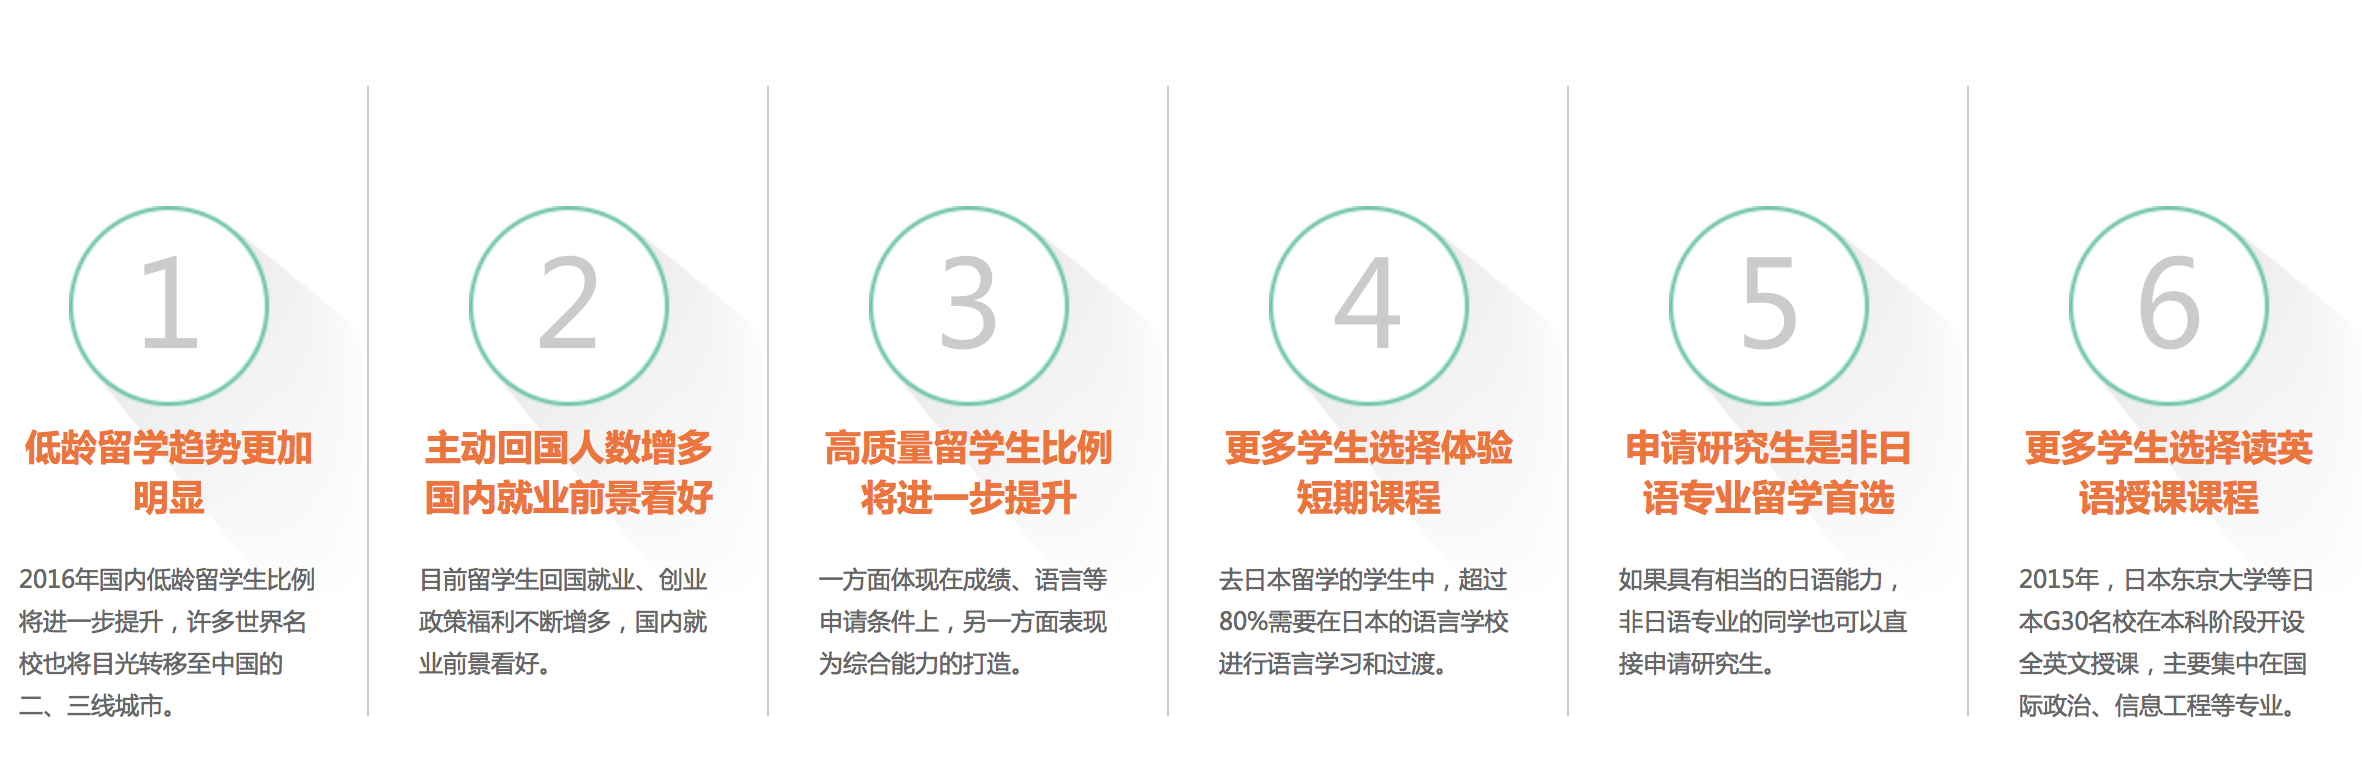 1
低龄留学趋势更加
明显
2016年国内低龄留学生比例
将进一步提升，许多世界名
校也将目光转移至中国的
二、三线城市。
2
主动回国人数增多
国内就业前景看好
目前留学生回国就业、创业
政策福利不断增多，国内就
业前景看好。
3
高质量留学生比例
将进一步提升
一方面体现在成绩、语言等
申请条件上，另一方面表现
为综合能力的打造。
4
更多学生选择体验
短期课程
去日本留学的学生中，超过
80%需要在日本的语言学校
进行语言学习和过渡。
5
申请研究生是非日
语专业留学首选
如果具有相当的日语能力，
非日语专业的同学也可以直
接申请研究生。
6
更多学生选择读英
语授课课程
2015年，日本东京大学等日
本G30名校在本科阶段开设
全英文授课，主要集中在国
际政治、信息工程等专业。